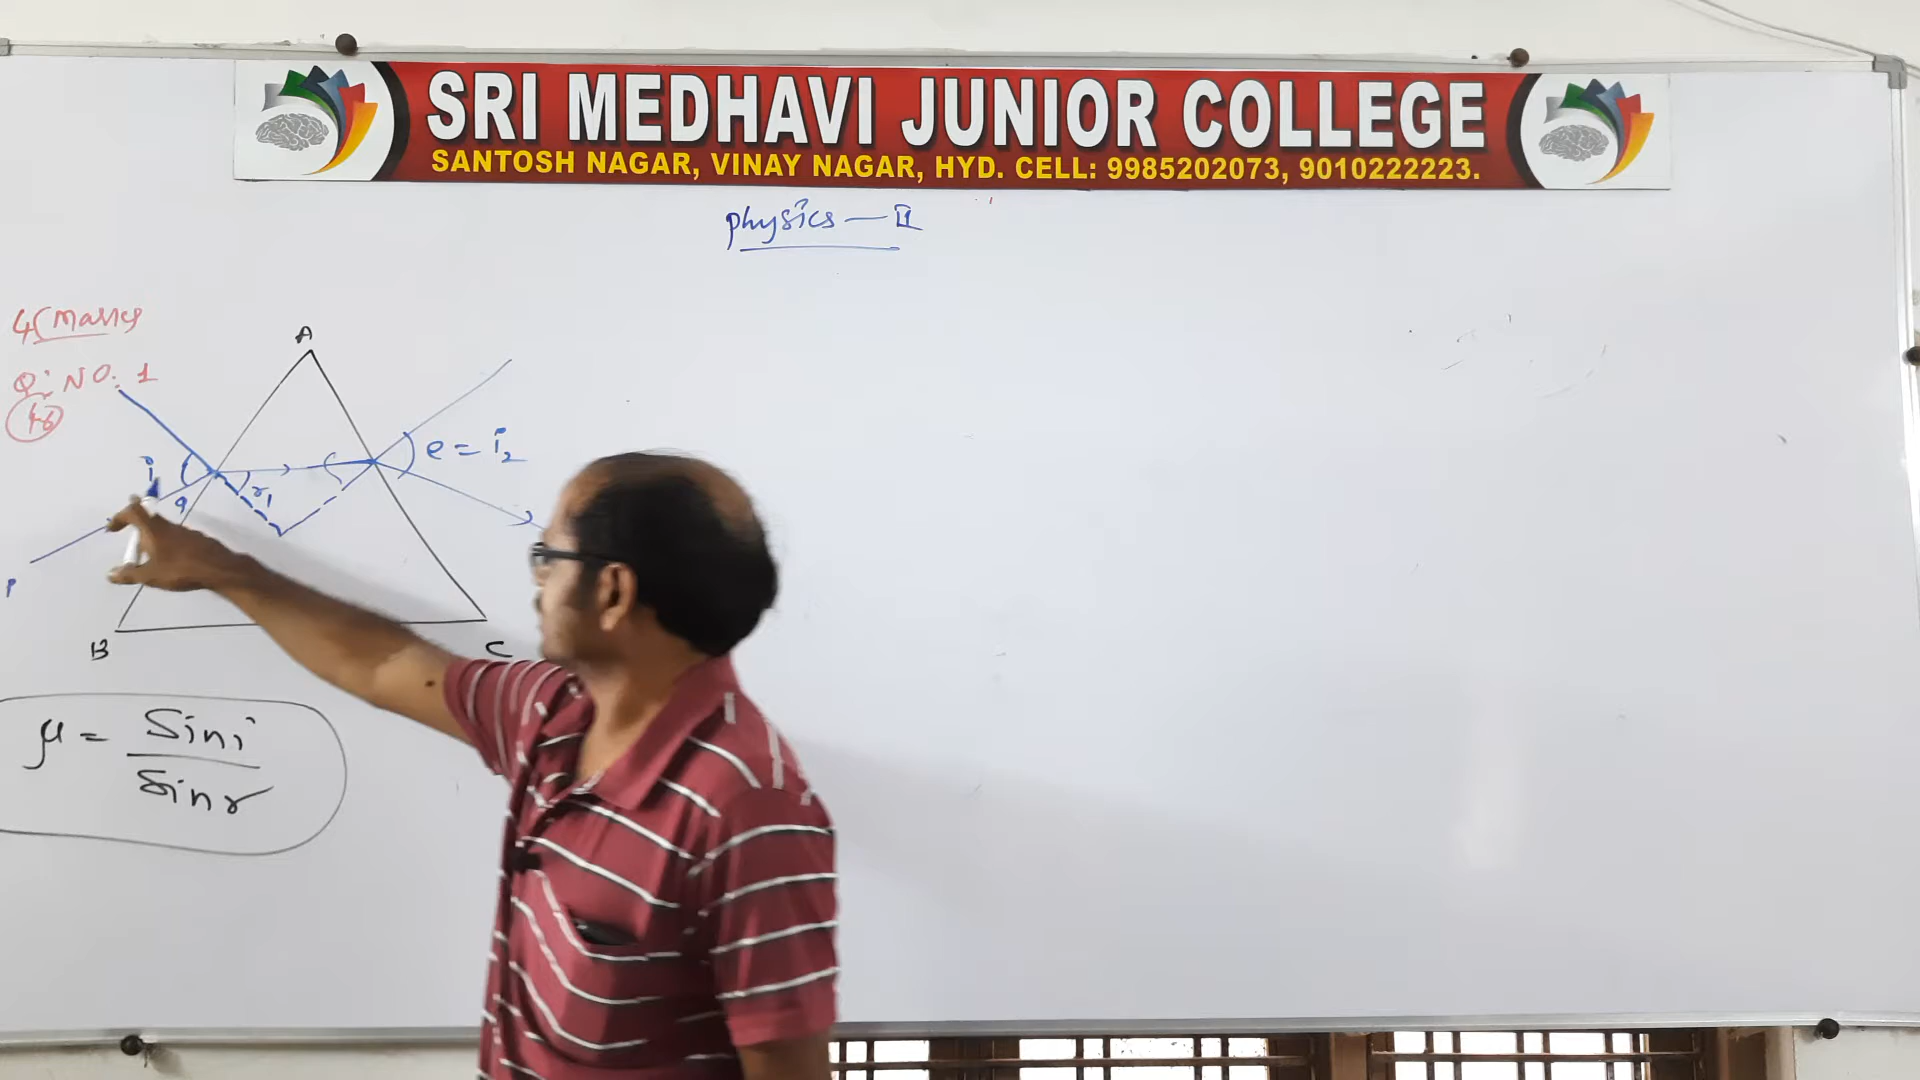 SRI MEDHAVI JUNIOR COLLEGE
SANTOSH NAGAR, VINAY NAGAR, HYD. CELL: 9985202073, 9010222223.
physics — II
4 Marks
Q. NO. 1
A
i
e = i₂
r₁
P
B
C
μ = Sini / Sinr